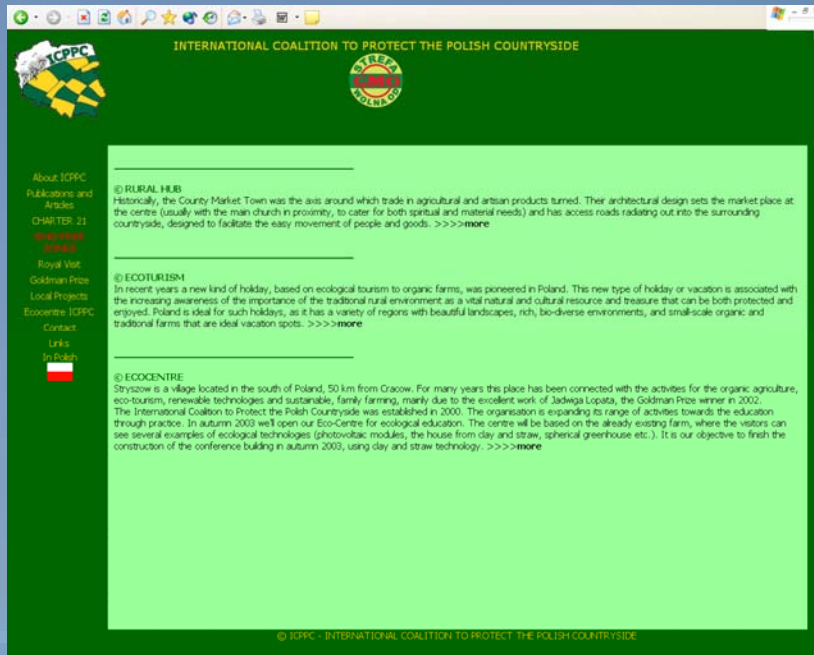 INTERNATIONAL COALITION TO PROTECT THE POLISH COUNTRYSIDE
ICPPC
STREFA
GMO
WOLNA OD
About ICPPC
Publications and
Articles
CHARTER 21
GMO-FREE
ZONES
Royal Visit
Goldman Prize
Local Projects
Ecocentre ICPPC
Contact
Links
In Polish
© RURAL HUB
Historically, the County Market Town was the axis around which trade in agricultural and artisan products turned. Their architectural design sets the market place at
the centre (usually with the main church in proximity, to cater for both spiritual and material needs) and has access roads radiating out into the surrounding
countryside, designed to facilitate the easy movement of people and goods. >>>>more
© ECOTURISM
In recent years a new kind of holiday, based on ecological tourism to organic farms, was pioneered in Poland. This new type of holiday or vacation is associated with
the increasing awareness of the importance of the traditional rural environment as a vital natural and cultural resource and treasure that can be both protected and
enjoyed. Poland is ideal for such holidays, as it has a variety of regions with beautiful landscapes, rich, bio-diverse environments, and small-scale organic and
traditional farms that are ideal vacation spots. >>>>more
© ECOCENTRE
Stryszow is a village located in the south of Poland, 50 km from Cracow. For many years this place has been connected with the activities for the organic agriculture,
eco-tourism, renewable technologies and sustainable, family farming, mainly due to the excellent work of Jadwiga Lopata, the Goldman Prize winner in 2002.
The International Coalition to Protect the Polish Countryside was established in 2000. The organisation is expanding its range of activities towards the education
through practice. In autumn 2003 we'll open our Eco-Centre for ecological education. The centre will be based on the already existing farm, where the visitors can
see several examples of ecological technologies (photovoltaic modules, the house from clay and straw, spherical greenhouse etc.). It is our objective to finish the
construction of the conference building in autumn 2003, using clay and straw technology. >>>>more
© ICPPC - INTERNATIONAL COALITION TO PROTECT THE POLISH COUNTRYSIDE